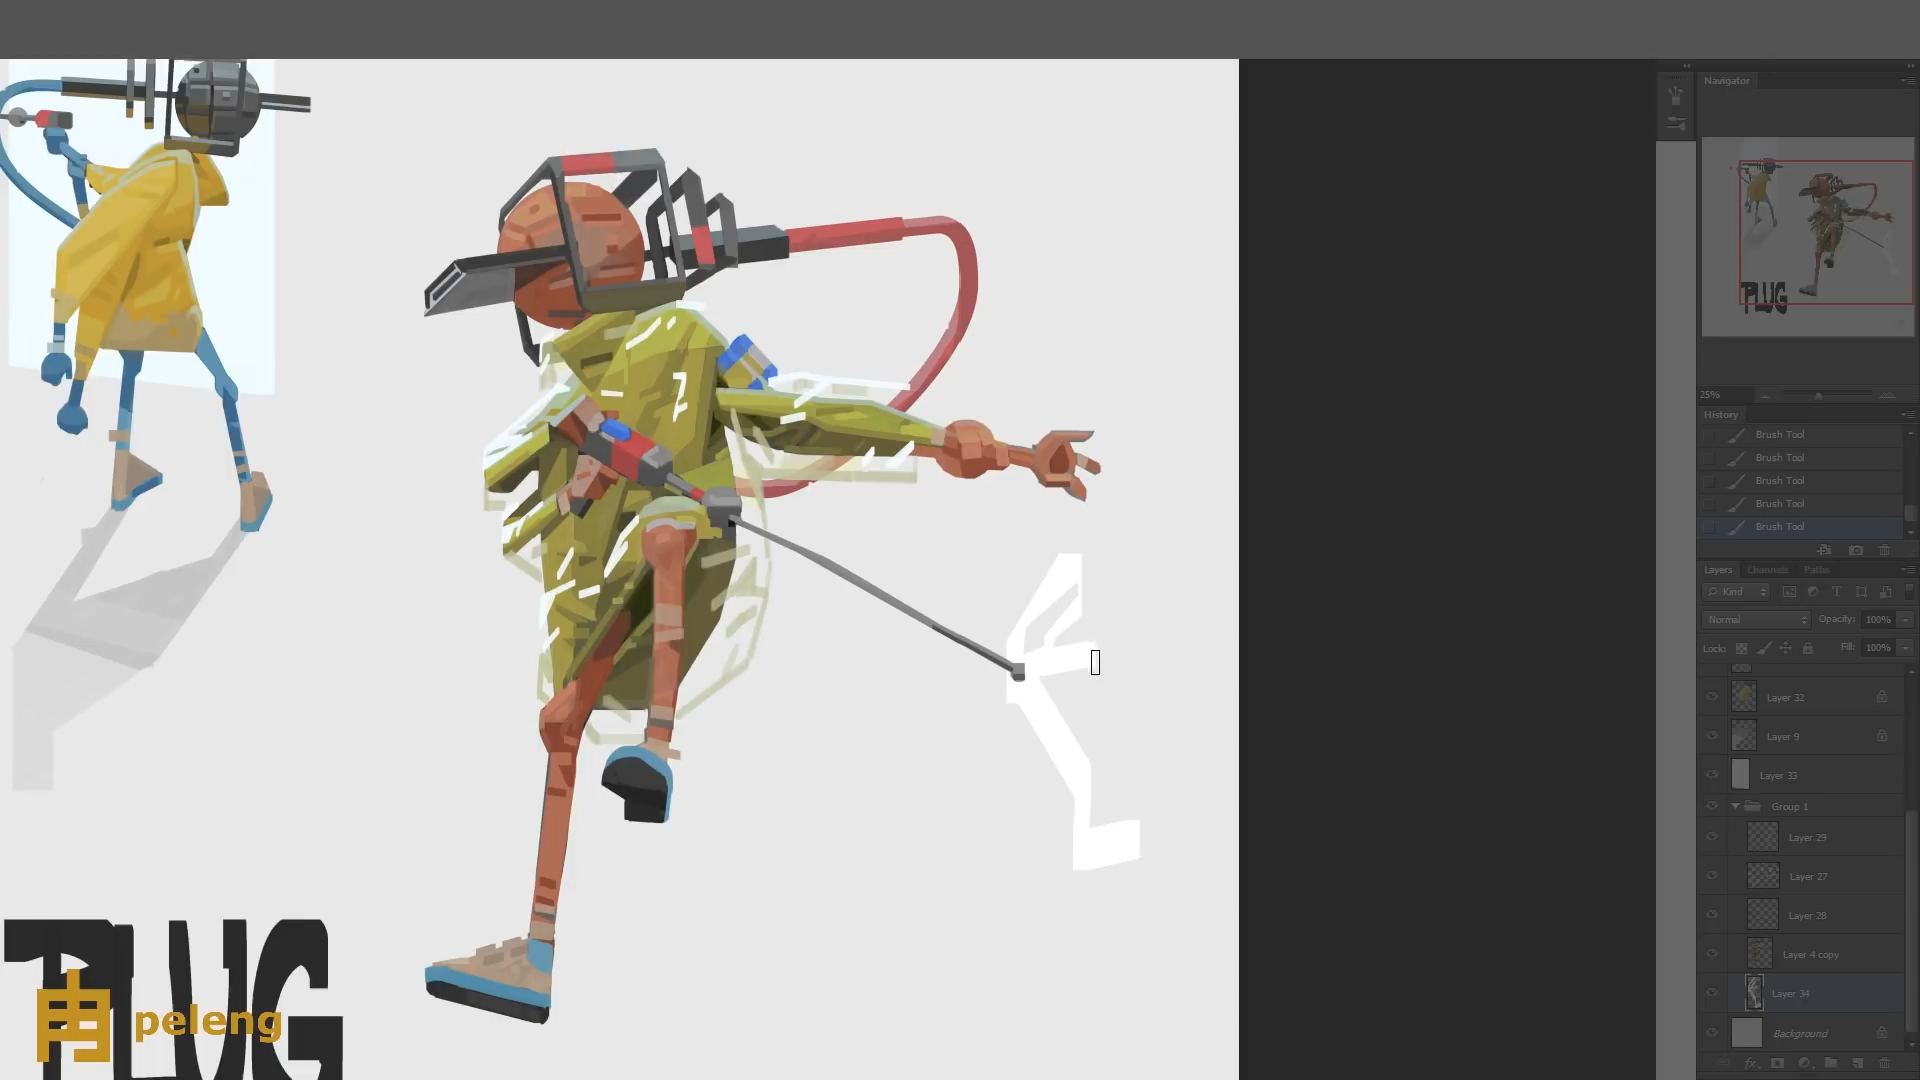 Navigator
25%
History
Brush Tool
Brush Tool
Brush Tool
Brush Tool
Brush Tool
Layers Channels Paths
Kind
Normal Opacity: 100%
Lock: Fill: 100%
Layer 32
Layer 9
Layer 33
Group 1
Layer 29
Layer 27
Layer 28
Layer 4 copy
Layer 34
Background
PLUG
PLUG
peleng